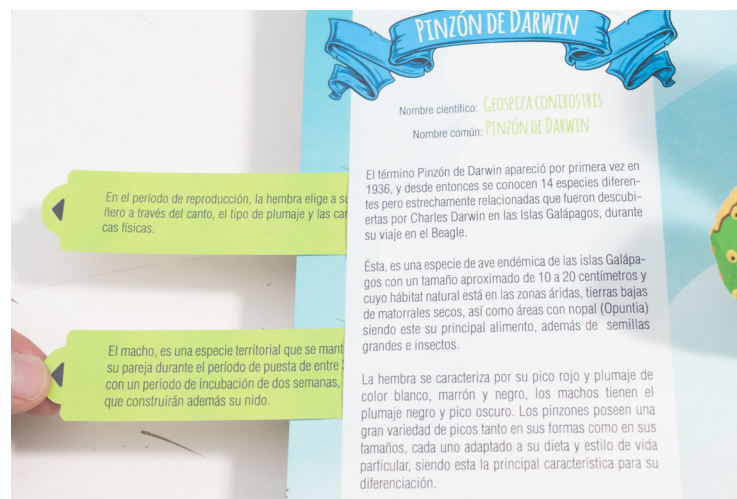 PINZÓN DE DARWIN
Nombre científico: GEOSPIZA CONIROSTRIS
Nombre común: PINZÓN DE DARWIN
El término Pinzón de Darwin apareció por primera vez en
1936, y desde entonces se conocen 14 especies diferen-
tes pero estrechamente relacionadas que fueron descubi-
ertas por Charles Darwin en las Islas Galápagos, durante
su viaje en el Beagle.
Ésta, es una especie de ave endémica de las islas Galápa-
gos con un tamaño aproximado de 10 a 20 centímetros y
cuyo hábitat natural está en las zonas áridas, tierras bajas
de matorrales secos, así como áreas con nopal (Opuntia)
siendo este su principal alimento, además de semillas
grandes e insectos.
La hembra se caracteriza por su pico rojo y plumaje de
color blanco, marrón y negro, los machos tienen el
plumaje negro y pico oscuro. Los pinzones poseen una
gran variedad de picos tanto en sus formas como en sus
tamaños, cada uno adaptado a su dieta y estilo de vida
particular, siendo esta la principal característica para su
diferenciación.
En el período de reproducción, la hembra elige a su
ñero a través del canto, el tipo de plumaje y las
cas físicas.
El macho, es una especie territorial que se
su pareja durante el período de puesta de entre
con un periodo de incubación de dos semanas,
que construirán además su nido.